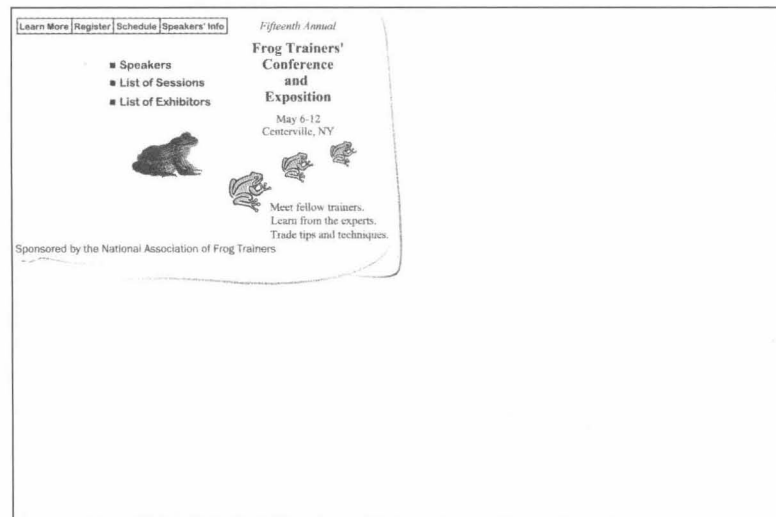 Learn More Register Schedule Speakers' Info
Speakers
List of Sessions
List of Exhibitors
Fifteenth Annual
Frog Trainers'
Conference
and
Exposition
May 6-12
Centerville, NY
Meet fellow trainers.
Learn from the experts.
Trade tips and techniques.
Sponsored by the National Association of Frog Trainers